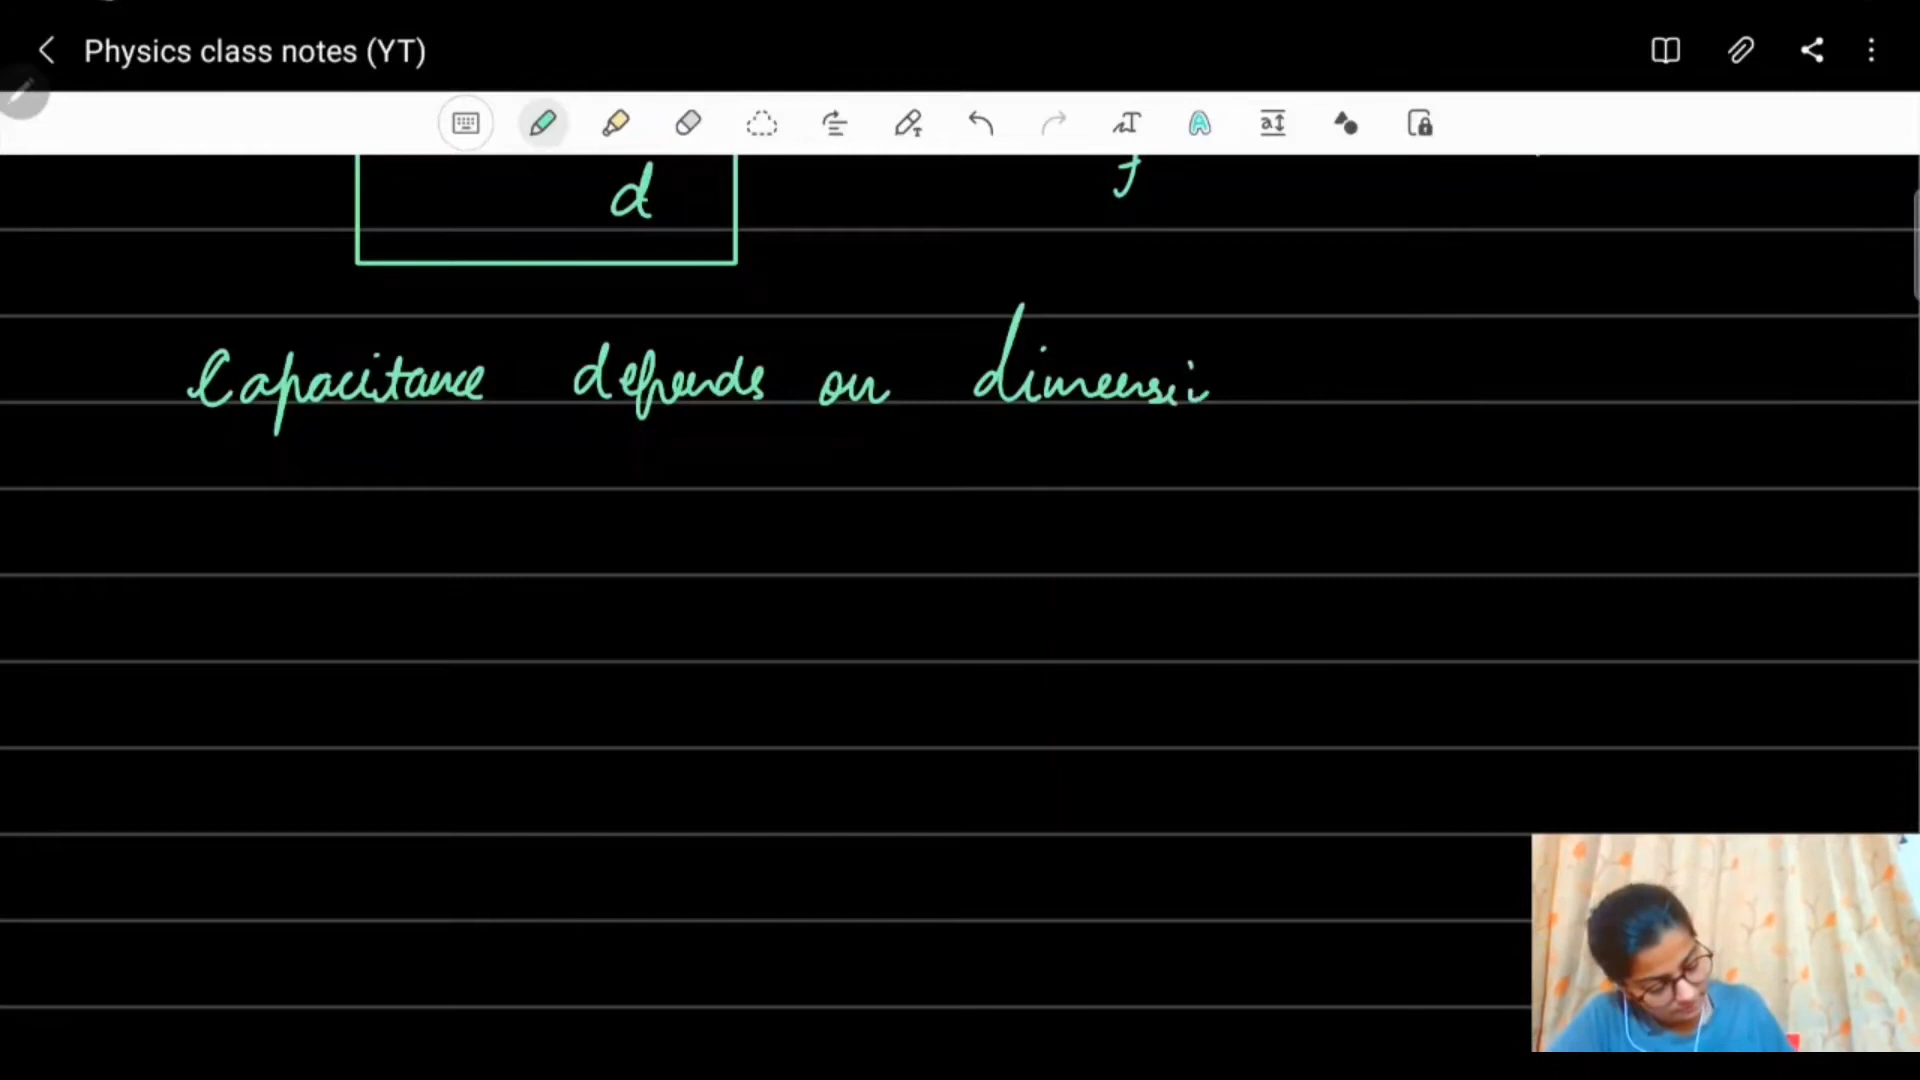 Physics class notes (YT)
d
f
Capacitance depends on dimensi